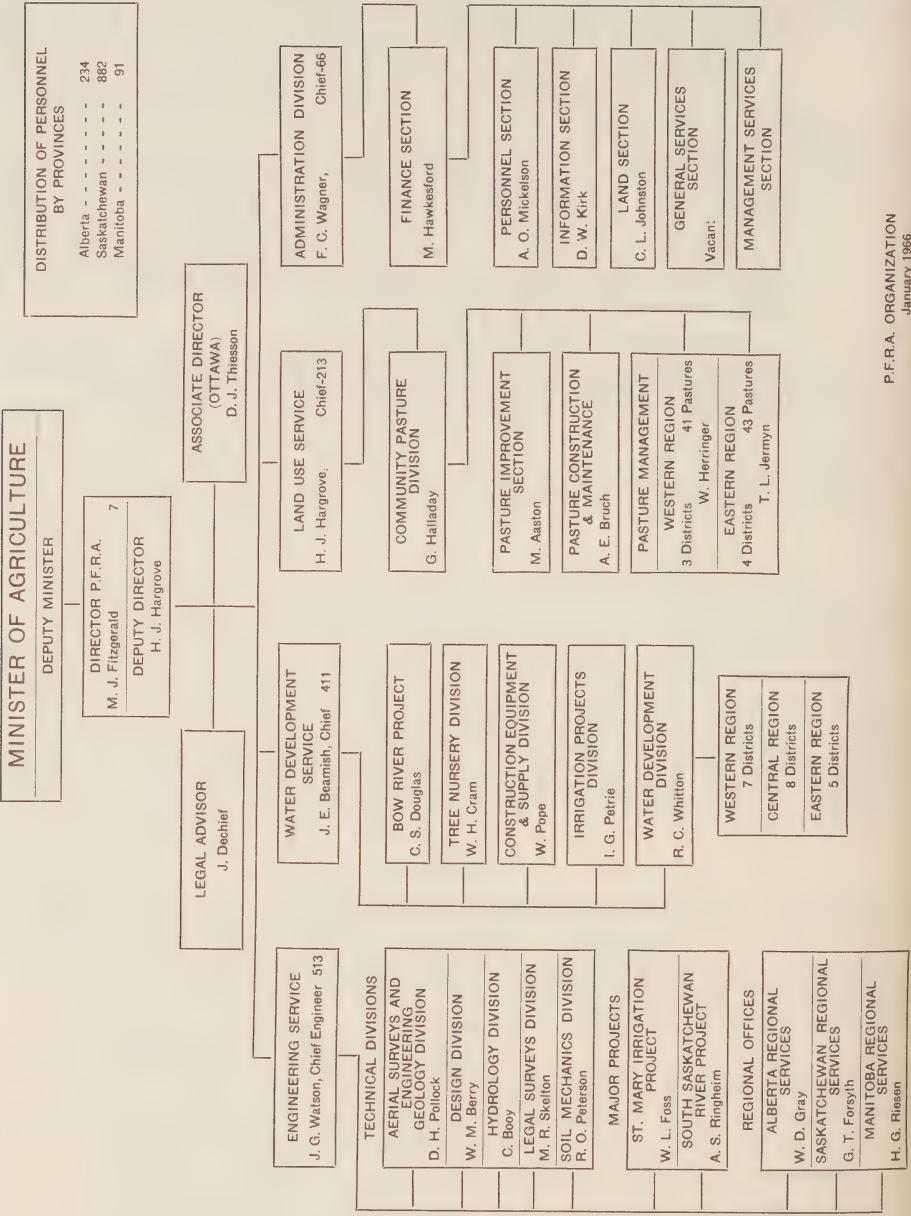 MINISTER OF AGRICULTURE
DEPUTY MINISTER
DISTRIBUTION OF PERSONNEL
BY PROVINCES
Alberta - - - - - - - - 234
Saskatchewan - - - - - - 882
Manitoba - - - - - - - 91
DIRECTOR P.F.R.A.
M. J. Fitzgerald 7
DEPUTY DIRECTOR
H. J. Hargrove
LEGAL ADVISOR
J. Dechief
ASSOCIATE DIRECTOR
(OTTAWA)
D. J. Thiesson
ENGINEERING SERVICE
J. G. Watson, Chief Engineer 513
TECHNICAL DIVISIONS
AERIAL SURVEYS AND
ENGINEERING
GEOLOGY DIVISION
D. H. Pollock
DESIGN DIVISION
W. M. Berry
HYDROLOGY DIVISION
C. Booy
LEGAL SURVEYS DIVISION
M. R. Skelton
SOIL MECHANICS DIVISION
R. O. Peterson
MAJOR PROJECTS
ST. MARY IRRIGATION
PROJECT
W. L. Foss
SOUTH SASKATCHEWAN
RIVER PROJECT
A. S. Ringheim
REGIONAL OFFICES
ALBERTA REGIONAL
SERVICES
W. D. Gray
SASKATCHEWAN REGIONAL
SERVICES
G. T. Forsyth
MANITOBA REGIONAL
SERVICES
H. G. Riesen
WATER DEVELOPMENT
SERVICE
J. E. Beamish, Chief 411
BOW RIVER PROJECT
C. S. Douglas
TREE NURSERY DIVISION
W. H. Cram
CONSTRUCTION EQUIPMENT
& SUPPLY DIVISION
W. Pope
IRRIGATION PROJECTS
DIVISION
I. G. Petrie
WATER DEVELOPMENT
DIVISION
R. C. Whitton
WESTERN REGION
7 Districts
CENTRAL REGION
8 Districts
EASTERN REGION
5 Districts
LAND USE SERVICE
H. J. Hargrove, Chief-213
COMMUNITY PASTURE
DIVISION
G. Halladay
PASTURE IMPROVEMENT
SECTION
M. Aaston
PASTURE CONSTRUCTION
& MAINTENANCE
A. E. Bruch
PASTURE MANAGEMENT
WESTERN REGION
3 Districts 41 Pastures
W. Herringer
EASTERN REGION
4 Districts 43 Pastures
T. L. Jermyn
ADMINISTRATION DIVISION
F. C. Wagner, Chief-66
FINANCE SECTION
M. Hawkesford
PERSONNEL SECTION
A. O. Mickelson
INFORMATION SECTION
D. W. Kirk
LAND SECTION
C. L. Johnston
GENERAL SERVICES
SECTION
Vacant
MANAGEMENT SERVICES
SECTION
P.F.R.A. ORGANIZATION
January 1966